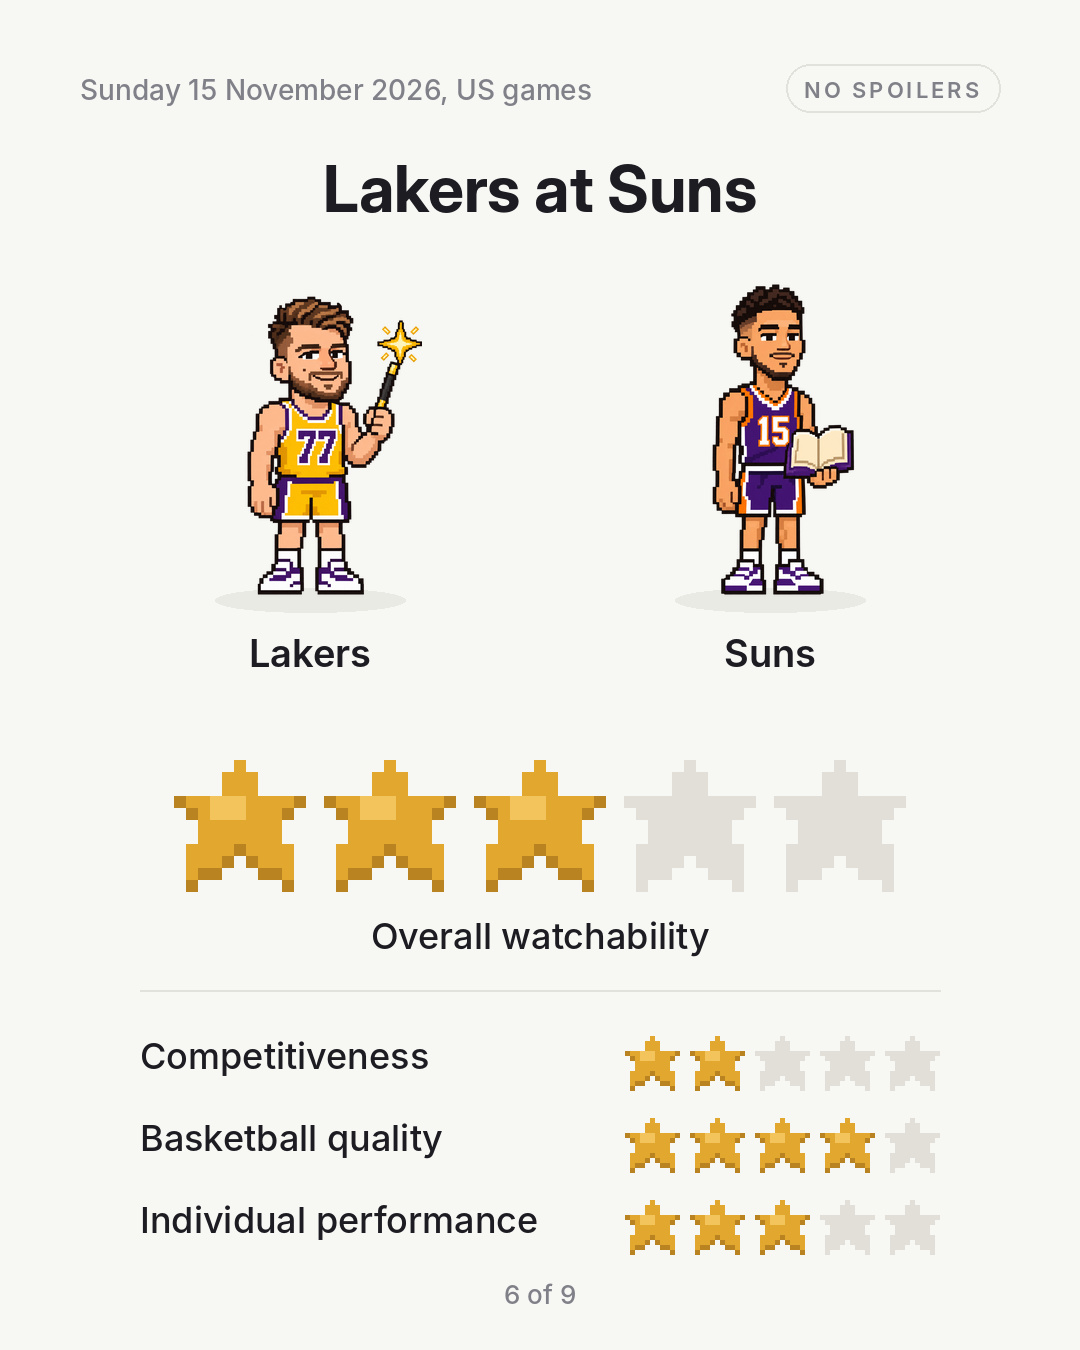 Sunday 15 November 2026, US games
NO SPOILERS
Lakers at Suns
77
15
Lakers
Suns
Overall watchability
Competitiveness
Basketball quality
Individual performance
6 of 9